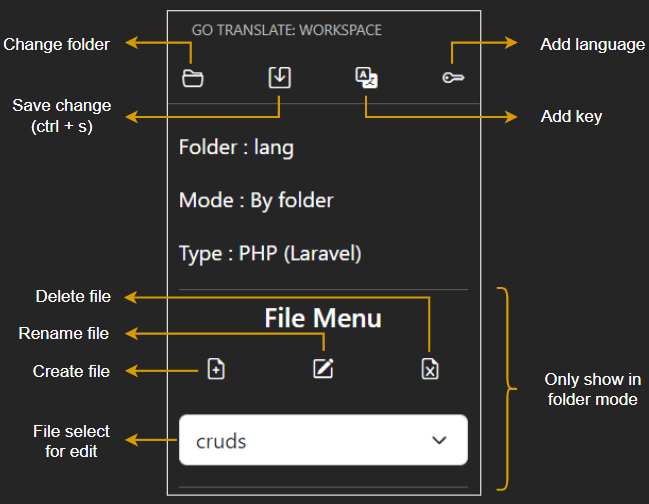 GO TRANSLATE: WORKSPACE
Change folder
Add language
Save change
(ctrl + s)
Add key
Folder : lang
Mode : By folder
Type : PHP (Laravel)
Delete file
File Menu
Rename file
Create file
Only show in
folder mode
File select
for edit
cruds